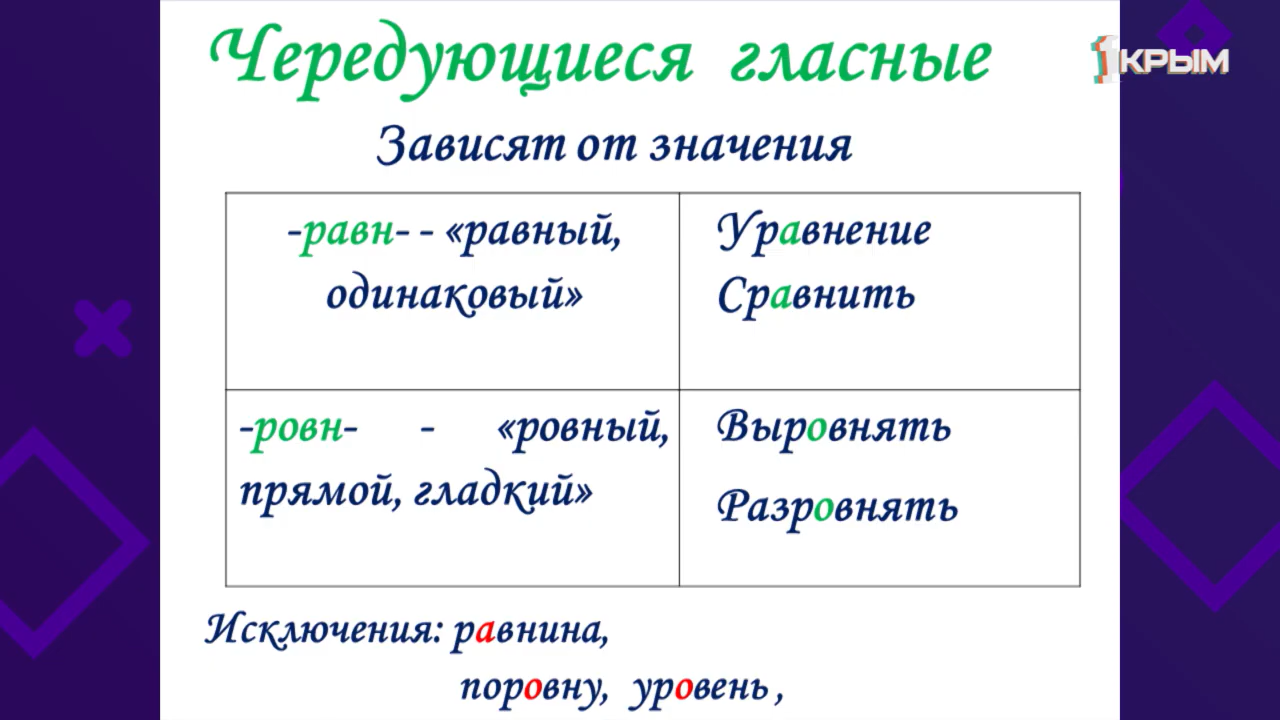 Чередующиеся гласные
1КРЫМ
Зависят от значения
-равн- - «равный,
одинаковый»
Уравнение
Сравнить
-ровн- - «ровный,
прямой, гладкий»
Выровнять
Разровнять
Исключения: равнина,
поровну, уровень ,